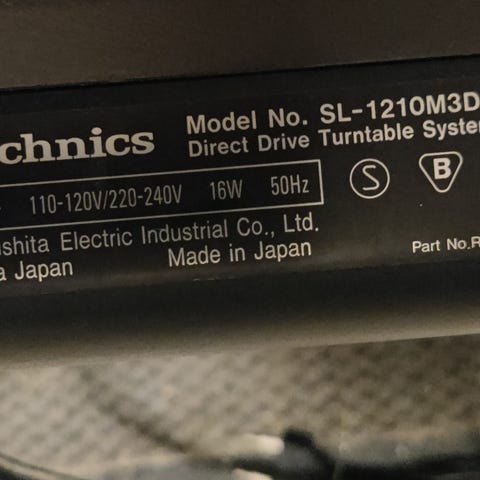 chnics
Model No. SL-1210M3D
Direct Drive Turntable System
110-120V/220-240V 16W 50Hz
S B
shita Electric Industrial Co., Ltd.
a Japan Made in Japan
Part No.R